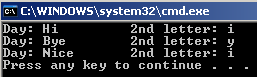 C:\WINDOWS\system32\cmd.exe
Day: Hi         2nd letter: i
Day: Bye        2nd letter: y
Day: Nice       2nd letter: i
Press any key to continue . . .